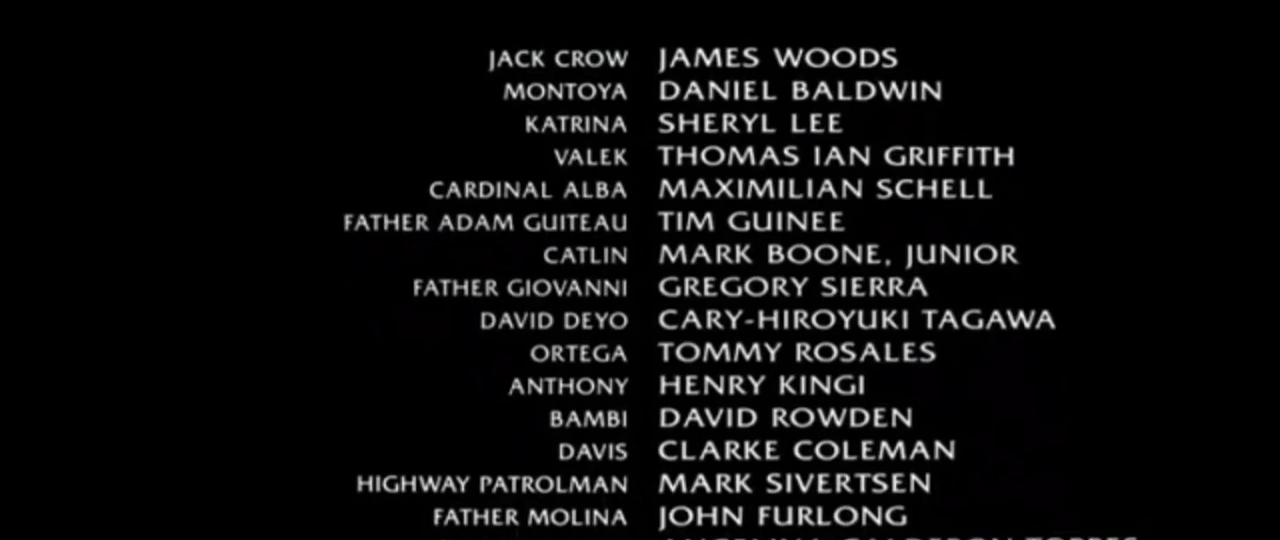 JACK CROW JAMES WOODS
MONTOYA DANIEL BALDWIN
KATRINA SHERYL LEE
VALEK THOMAS IAN GRIFFITH
CARDINAL ALBA MAXIMILIAN SCHELL
FATHER ADAM GUITEAU TIM GUINEE
CATLIN MARK BOONE, JUNIOR
FATHER GIOVANNI GREGORY SIERRA
DAVID DEYO CARY-HIROYUKI TAGAWA
ORTEGA TOMMY ROSALES
ANTHONY HENRY KINGI
BAMBI DAVID ROWDEN
DAVIS CLARKE COLEMAN
HIGHWAY PATROLMAN MARK SIVERTSEN
FATHER MOLINA JOHN FURLONG